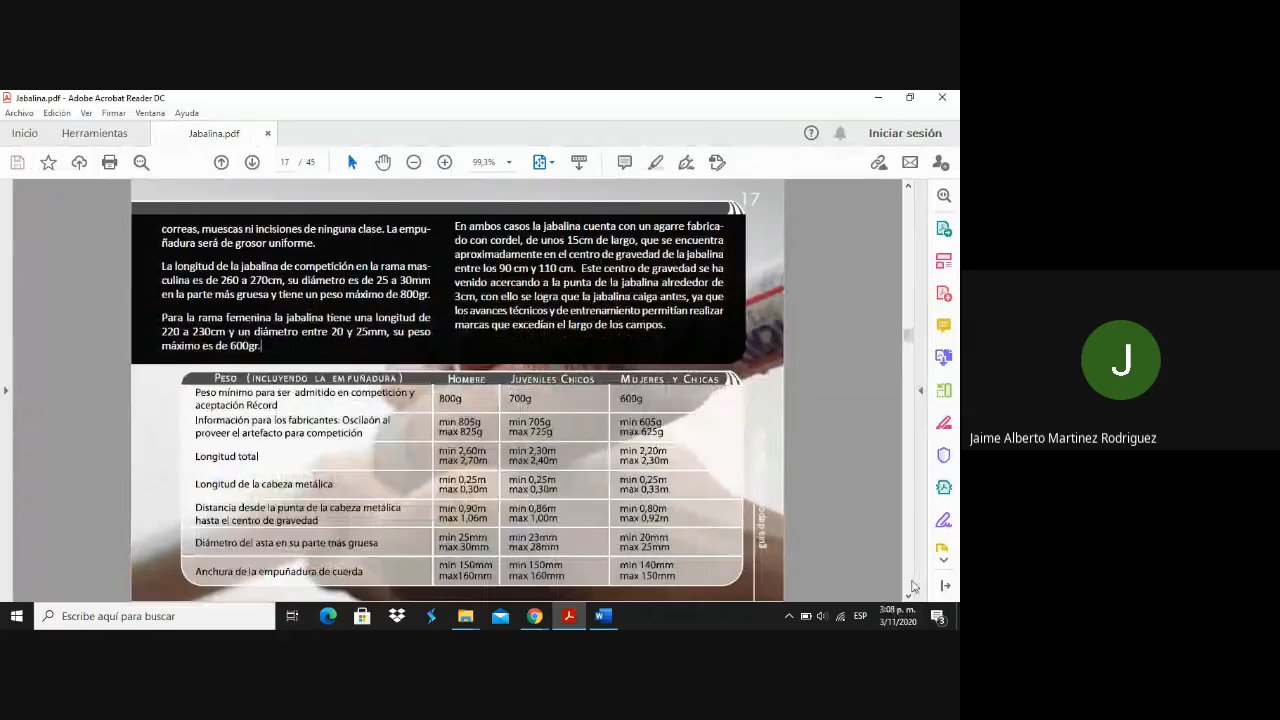 Jabalina.pdf - Adobe Acrobat Reader DC
Archivo Edición Ver Firmar Ventana Ayuda
Inicio Herramientas Jabalina.pdf × Iniciar sesión
17 / 45 99,3%
17
correas, muescas ni incisiones de ninguna clase. La empu-
ñadura será de grosor uniforme.
La longitud de la jabalina de competición en la rama mas-
culina es de 260 a 270cm, su diámetro es de 25 a 30mm
en la parte más gruesa y tiene un peso máximo de 800gr.
Para la rama femenina la jabalina tiene una longitud de
220 a 230cm y un diámetro entre 20 y 25mm, su peso
máximo es de 600gr.
En ambos casos la jabalina cuenta con un agarre fabrica-
do con cordel, de unos 15cm de largo, que se encuentra
aproximadamente en el centro de gravedad de la jabalina
entre los 90 cm y 110 cm. Este centro de gravedad se ha
venido acercando a la punta de la jabalina alrededor de
3cm, con ello se logra que la jabalina caiga antes, ya que
los avances técnicos y de entrenamiento permitían realizar
marcas que excedían el largo de los campos.
PESO (INCLUYENDO LA EMPUÑADURA) HOMBRE JUVENILES CHICOS MUJERES Y CHICAS
Peso mínimo para ser admitido en competición y
aceptación Récord 800g 700g 600g
Información para los fabricantes: Oscilaón al
proveer el artefacto para competición
min 805g min 705g min 605g
max 825g max 725g max 625g
Longitud total
min 2,60m min 2,30m min 2,20m
max 2,70m max 2,40m max 2,30m
Longitud de la cabeza metálica
min 0,25m min 0,25m min 0,25m
max 0,30m max 0,30m max 0,33m
Distancia desde la punta de la cabeza metálica
hasta el centro de gravedad
min 0,90m min 0,86m min 0,80m
max 1,06m max 1,00m max 0,92m
Diámetro del asta en su parte más gruesa
min 25mm min 23mm min 20mm
max 30mm max 28mm max 25mm
Anchura de la empuñadura de cuerda
min 150mm min 150mm min 140mm
max160mm max 160mm max 150mm
guía depo
Escribe aquí para buscar
ESP
3:08 p. m.
3/11/2020
3
J
Jaime Alberto Martinez Rodriguez